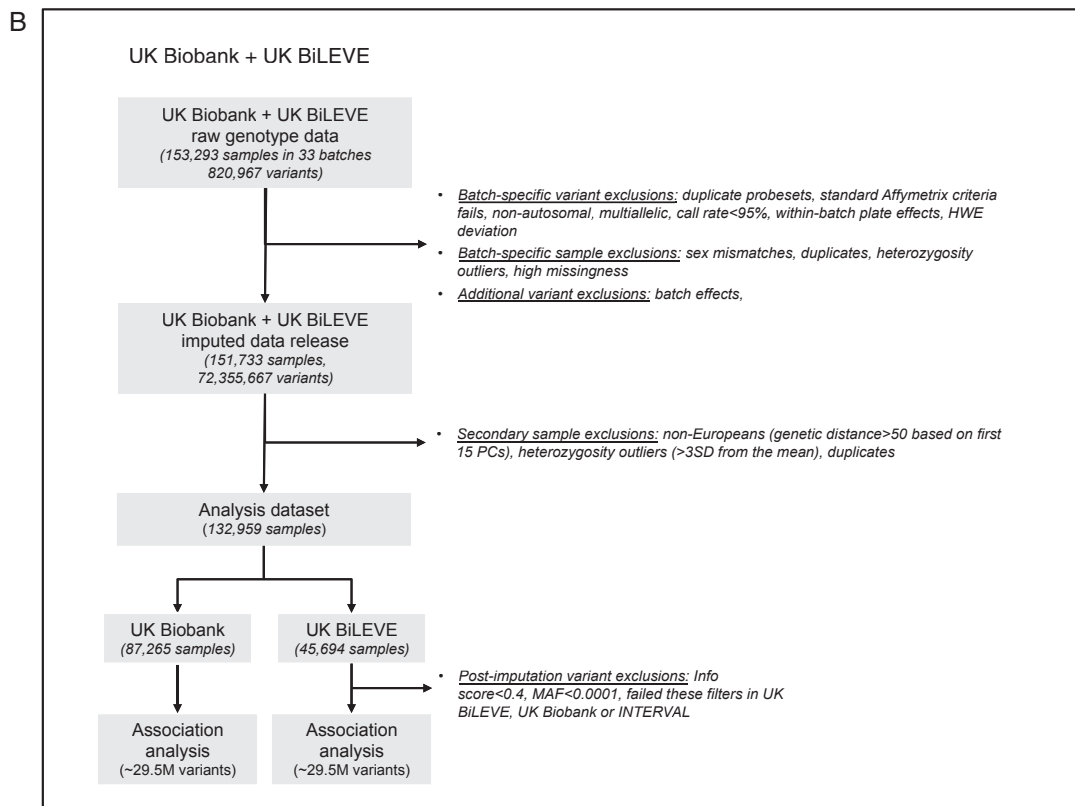 B
UK Biobank + UK BiLEVE
UK Biobank + UK BiLEVE
raw genotype data
(153,293 samples in 33 batches
820,967 variants)
• Batch-specific variant exclusions: duplicate probesets, standard Affymetrix criteria
fails, non-autosomal, multiallelic, call rate<95%, within-batch plate effects, HWE
deviation
• Batch-specific sample exclusions: sex mismatches, duplicates, heterozygosity
outliers, high missingness
• Additional variant exclusions: batch effects,
UK Biobank + UK BiLEVE
imputed data release
(151,733 samples,
72,355,667 variants)
• Secondary sample exclusions: non-Europeans (genetic distance>50 based on first
15 PCs), heterozygosity outliers (>3SD from the mean), duplicates
Analysis dataset
(132,959 samples)
UK Biobank
(87,265 samples)
UK BiLEVE
(45,694 samples)
• Post-imputation variant exclusions: Info
score<0.4, MAF<0.0001, failed these filters in UK
BiLEVE, UK Biobank or INTERVAL
Association
analysis
(~29.5M variants)
Association
analysis
(~29.5M variants)